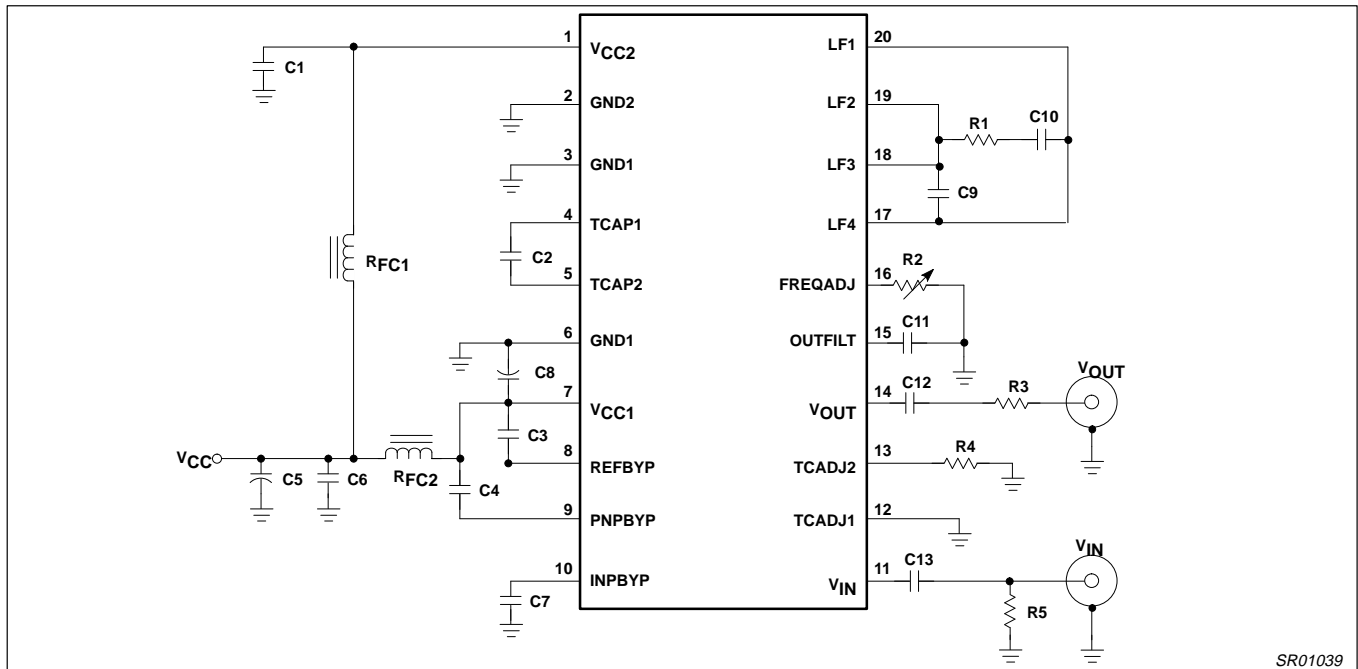 1 VCC2 LF1 20
C1
2 GND2 LF2 19
R1 C10
3 GND1 LF3 18
C9
4 TCAP1 LF4 17
C2
RFC1
R2
5 TCAP2 FREQADJ 16
C11
6 GND1 OUTFILT 15
C8
C12 VOUT
7 VCC1 VOUT 14 R3
C3
8 REFBYP TCADJ2 13 R4
VCC
C5 C6 RFC2 C4
9 PNPBYP TCADJ1 12
VIN
C13
10 INPBYP VIN 11
C7 R5
SR01039